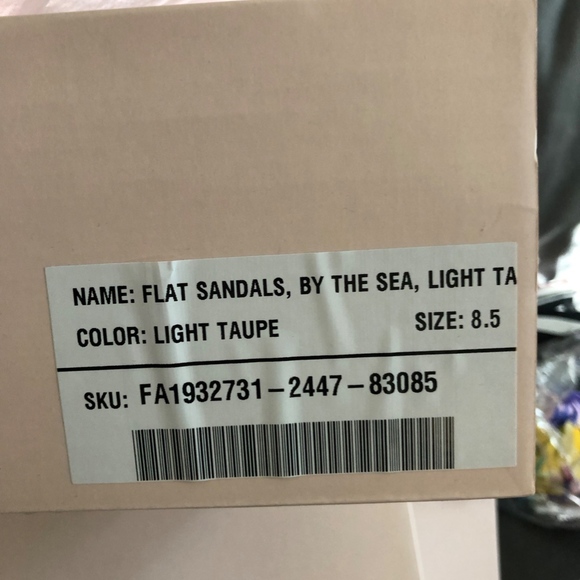 NAME: FLAT SANDALS, BY THE SEA, LIGHT TA
COLOR: LIGHT TAUPE SIZE: 8.5
SKU: FA1932731-2447-83085